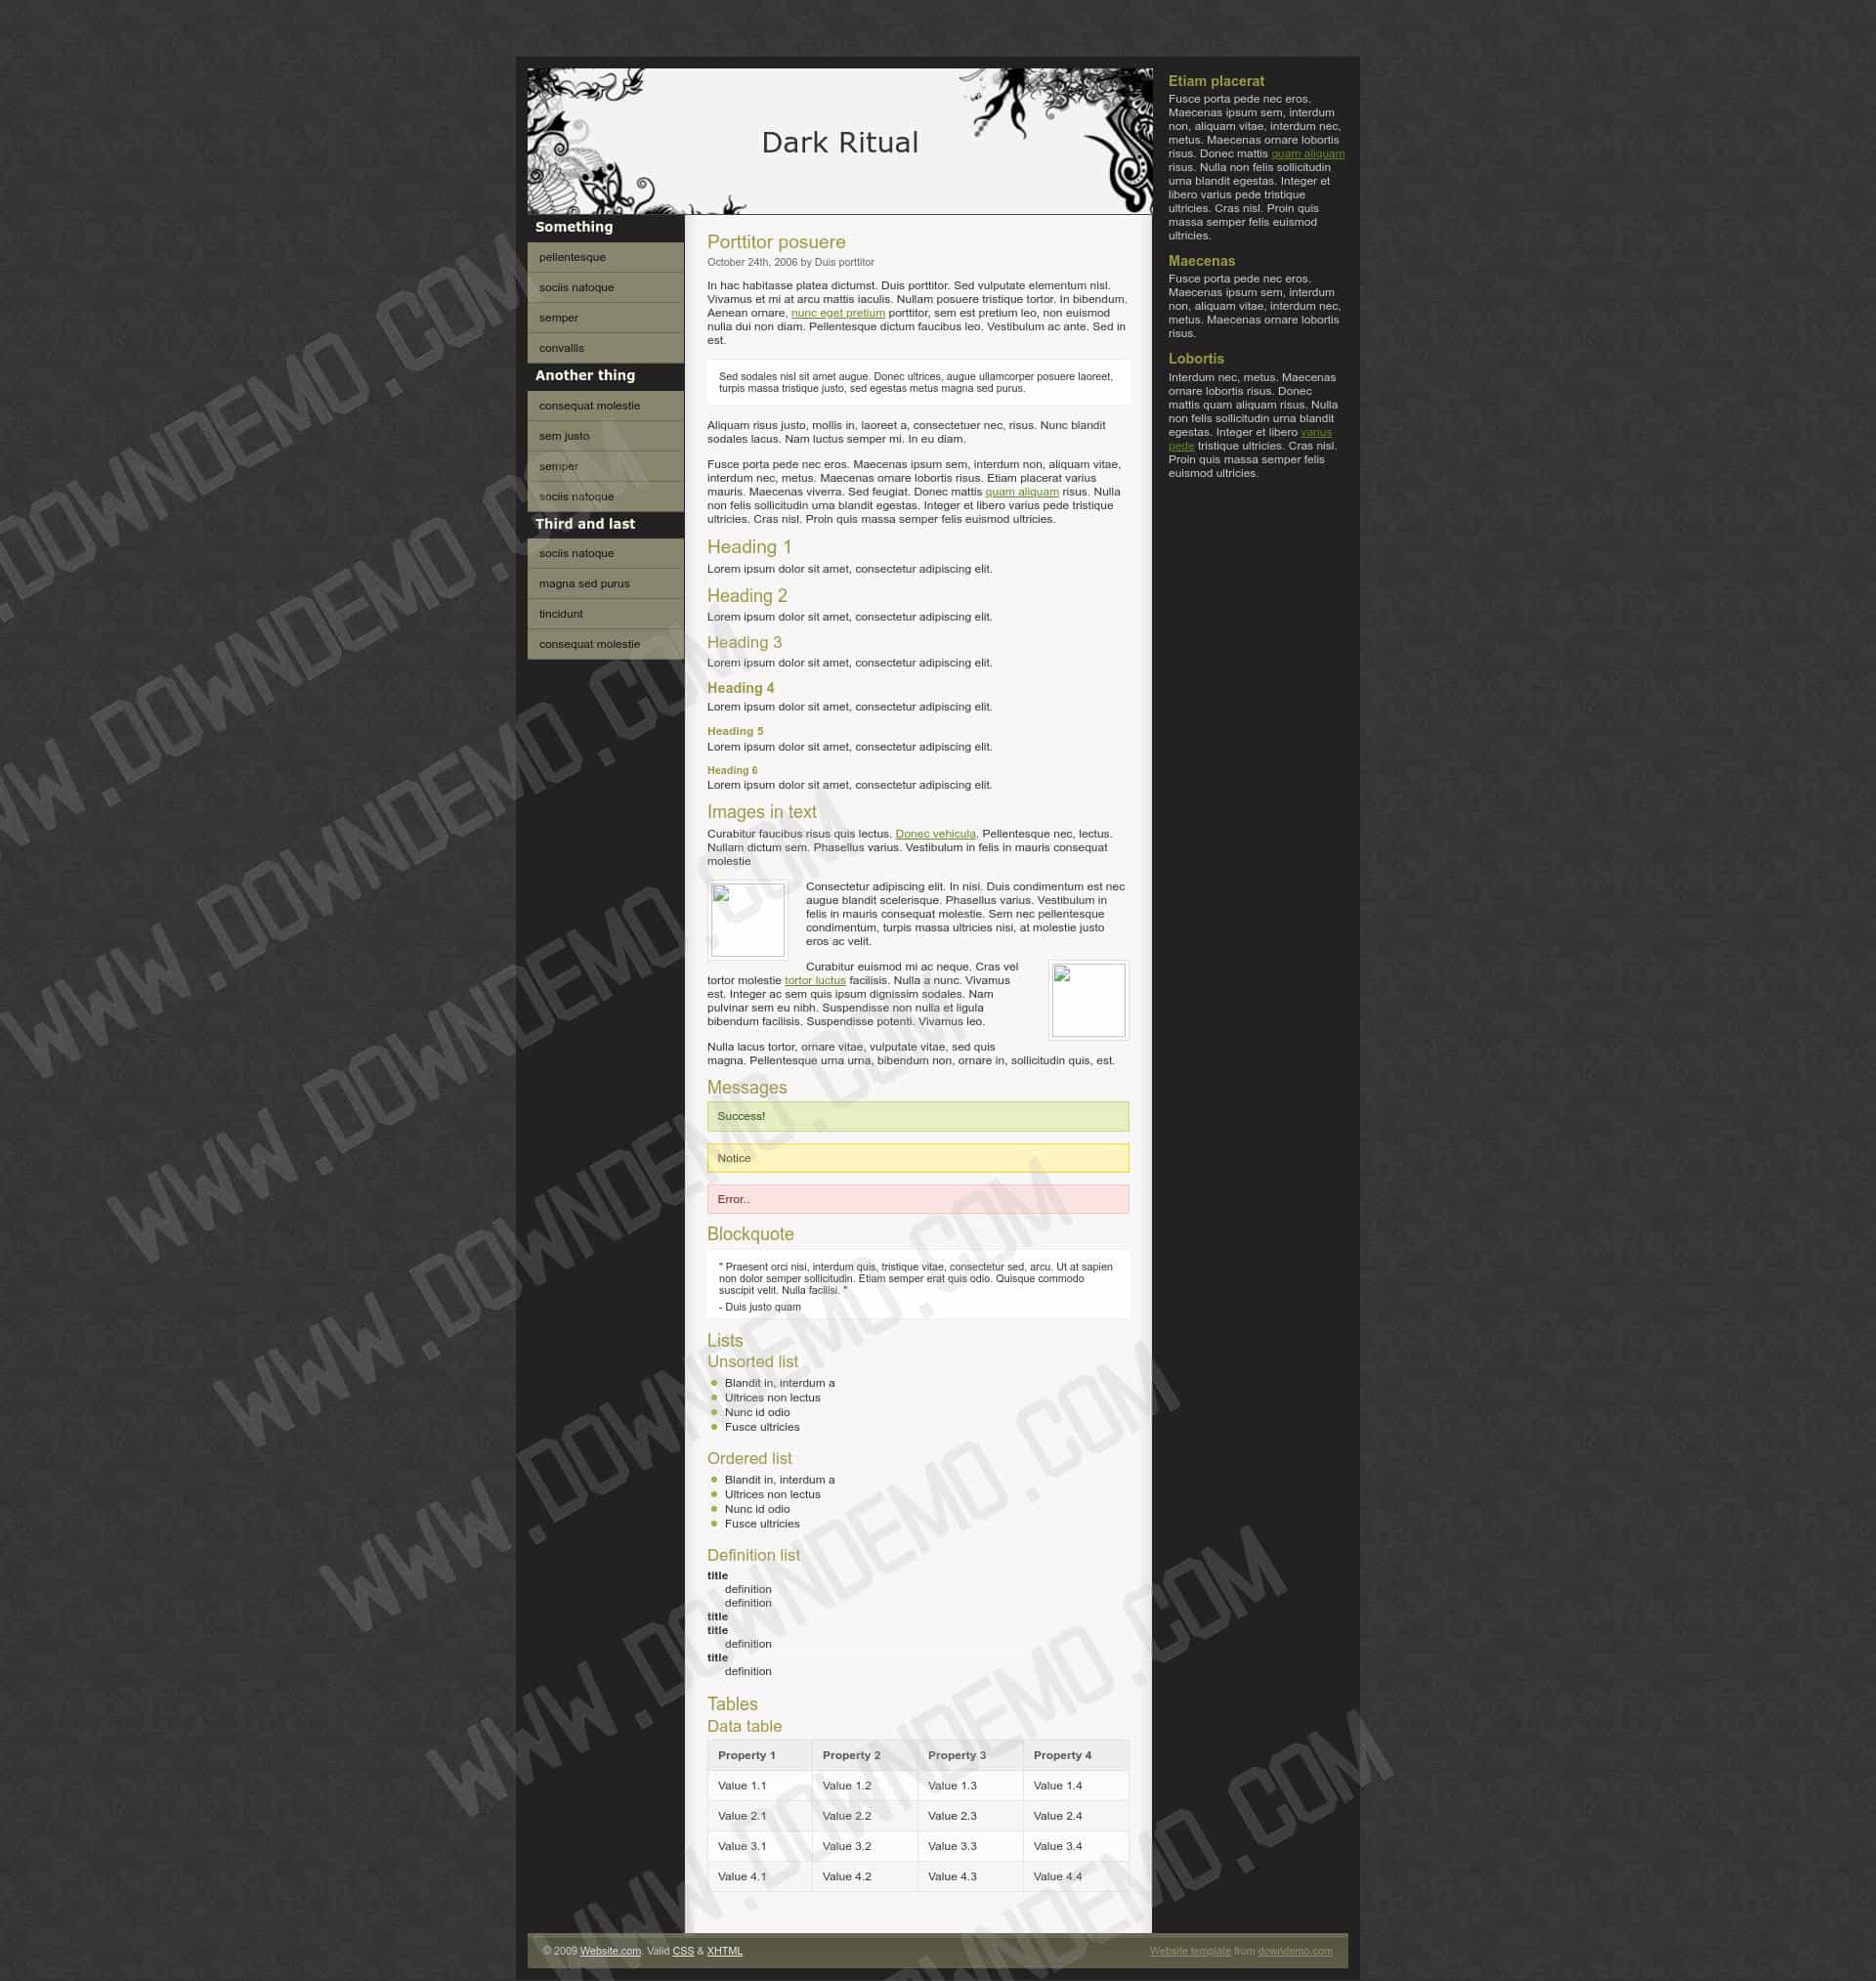 Dark Ritual
Something
pellentesque
sociis natoque
semper
convallis
Another thing
consequat molestie
sem justo
semper
sociis natoque
Third and last
sociis natoque
magna sed purus
tincidunt
consequat molestie
Porttitor posuere
October 24th, 2006 by Duis porttitor
In hac habitasse platea dictumst. Duis porttitor. Sed vulputate elementum nisl.
Vivamus et mi at arcu mattis iaculis. Nullam posuere tristique tortor. In bibendum.
Aenean ornare, nunc eget pretium porttitor, sem est pretium leo, non euismod
nulla dui non diam. Pellentesque dictum faucibus leo. Vestibulum ac ante. Sed in
est.
Sed sodales nisl sit amet augue. Donec ultrices, augue ullamcorper posuere laoreet,
turpis massa tristique justo, sed egestas metus magna sed purus.
Aliquam risus justo, mollis in, laoreet a, consectetuer nec, risus. Nunc blandit
sodales lacus. Nam luctus semper mi. In eu diam.
Fusce porta pede nec eros. Maecenas ipsum sem, interdum non, aliquam vitae,
interdum nec, metus. Maecenas ornare lobortis risus. Etiam placerat varius
mauris. Maecenas viverra. Sed feugiat. Donec mattis quam aliquam risus. Nulla
non felis sollicitudin urna blandit egestas. Integer et libero varius pede tristique
ultricies. Cras nisl. Proin quis massa semper felis euismod ultricies.
Heading 1
Lorem ipsum dolor sit amet, consectetur adipiscing elit.
Heading 2
Lorem ipsum dolor sit amet, consectetur adipiscing elit.
Heading 3
Lorem ipsum dolor sit amet, consectetur adipiscing elit.
Heading 4
Lorem ipsum dolor sit amet, consectetur adipiscing elit.
Heading 5
Lorem ipsum dolor sit amet, consectetur adipiscing elit.
Heading 6
Lorem ipsum dolor sit amet, consectetur adipiscing elit.
Images in text
Curabitur faucibus risus quis lectus. Donec vehicula. Pellentesque nec, lectus.
Nullam dictum sem. Phasellus varius. Vestibulum in felis in mauris consequat
molestie
Consectetur adipiscing elit. In nisi. Duis condimentum est nec
augue blandit scelerisque. Phasellus varius. Vestibulum in
felis in mauris consequat molestie. Sem nec pellentesque
condimentum, turpis massa ultricies nisi, at molestie justo
eros ac velit.
Curabitur euismod mi ac neque. Cras vel
tortor molestie tortor luctus facilisis. Nulla a nunc. Vivamus
est. Integer ac sem quis ipsum dignissim sodales. Nam
pulvinar sem eu nibh. Suspendisse non nulla et ligula
bibendum facilisis. Suspendisse potenti. Vivamus leo.
Nulla lacus tortor, ornare vitae, vulputate vitae, sed quis
magna. Pellentesque urna urna, bibendum non, ornare in, sollicitudin quis, est.
Messages
Success!
Notice
Error..
Blockquote
" Praesent orci nisi, interdum quis, tristique vitae, consectetur sed, arcu. Ut at sapien
non dolor semper sollicitudin. Etiam semper erat quis odio. Quisque commodo
suscipit velit. Nulla facilisi. "
- Duis justo quam
Lists
Unsorted list
Blandit in, interdum a
Ultrices non lectus
Nunc id odio
Fusce ultricies
Ordered list
Blandit in, interdum a
Ultrices non lectus
Nunc id odio
Fusce ultricies
Definition list
title
definition
definition
title
title
definition
title
definition
Tables
Data table
Property 1 Property 2 Property 3 Property 4
Value 1.1 Value 1.2 Value 1.3 Value 1.4
Value 2.1 Value 2.2 Value 2.3 Value 2.4
Value 3.1 Value 3.2 Value 3.3 Value 3.4
Value 4.1 Value 4.2 Value 4.3 Value 4.4
Etiam placerat
Fusce porta pede nec eros.
Maecenas ipsum sem, interdum
non, aliquam vitae, interdum nec,
metus. Maecenas ornare lobortis
risus. Donec mattis quam aliquam
risus. Nulla non felis sollicitudin
urna blandit egestas. Integer et
libero varius pede tristique
ultricies. Cras nisl. Proin quis
massa semper felis euismod
ultricies.
Maecenas
Fusce porta pede nec eros.
Maecenas ipsum sem, interdum
non, aliquam vitae, interdum nec,
metus. Maecenas ornare lobortis
risus.
Lobortis
Interdum nec, metus. Maecenas
ornare lobortis risus. Donec
mattis quam aliquam risus. Nulla
non felis sollicitudin urna blandit
egestas. Integer et libero varius
pede tristique ultricies. Cras nisl.
Proin quis massa semper felis
euismod ultricies.
© 2009 Website.com. Valid CSS & XHTML
Website template from downdemo.com
.DOWNDEMO.COM
WW.DOWNDEMO.COM
WWW.DOWNDEMO.COM
WWW.DOWNDEMO.COM
WWW.DOWNDEMO.COM
WWW.DOWNDEMO.COM
WWW.DOWNDEMO.COM
WWW.DOWNDEMO.COM
WWW.DOWNDEMO.COM